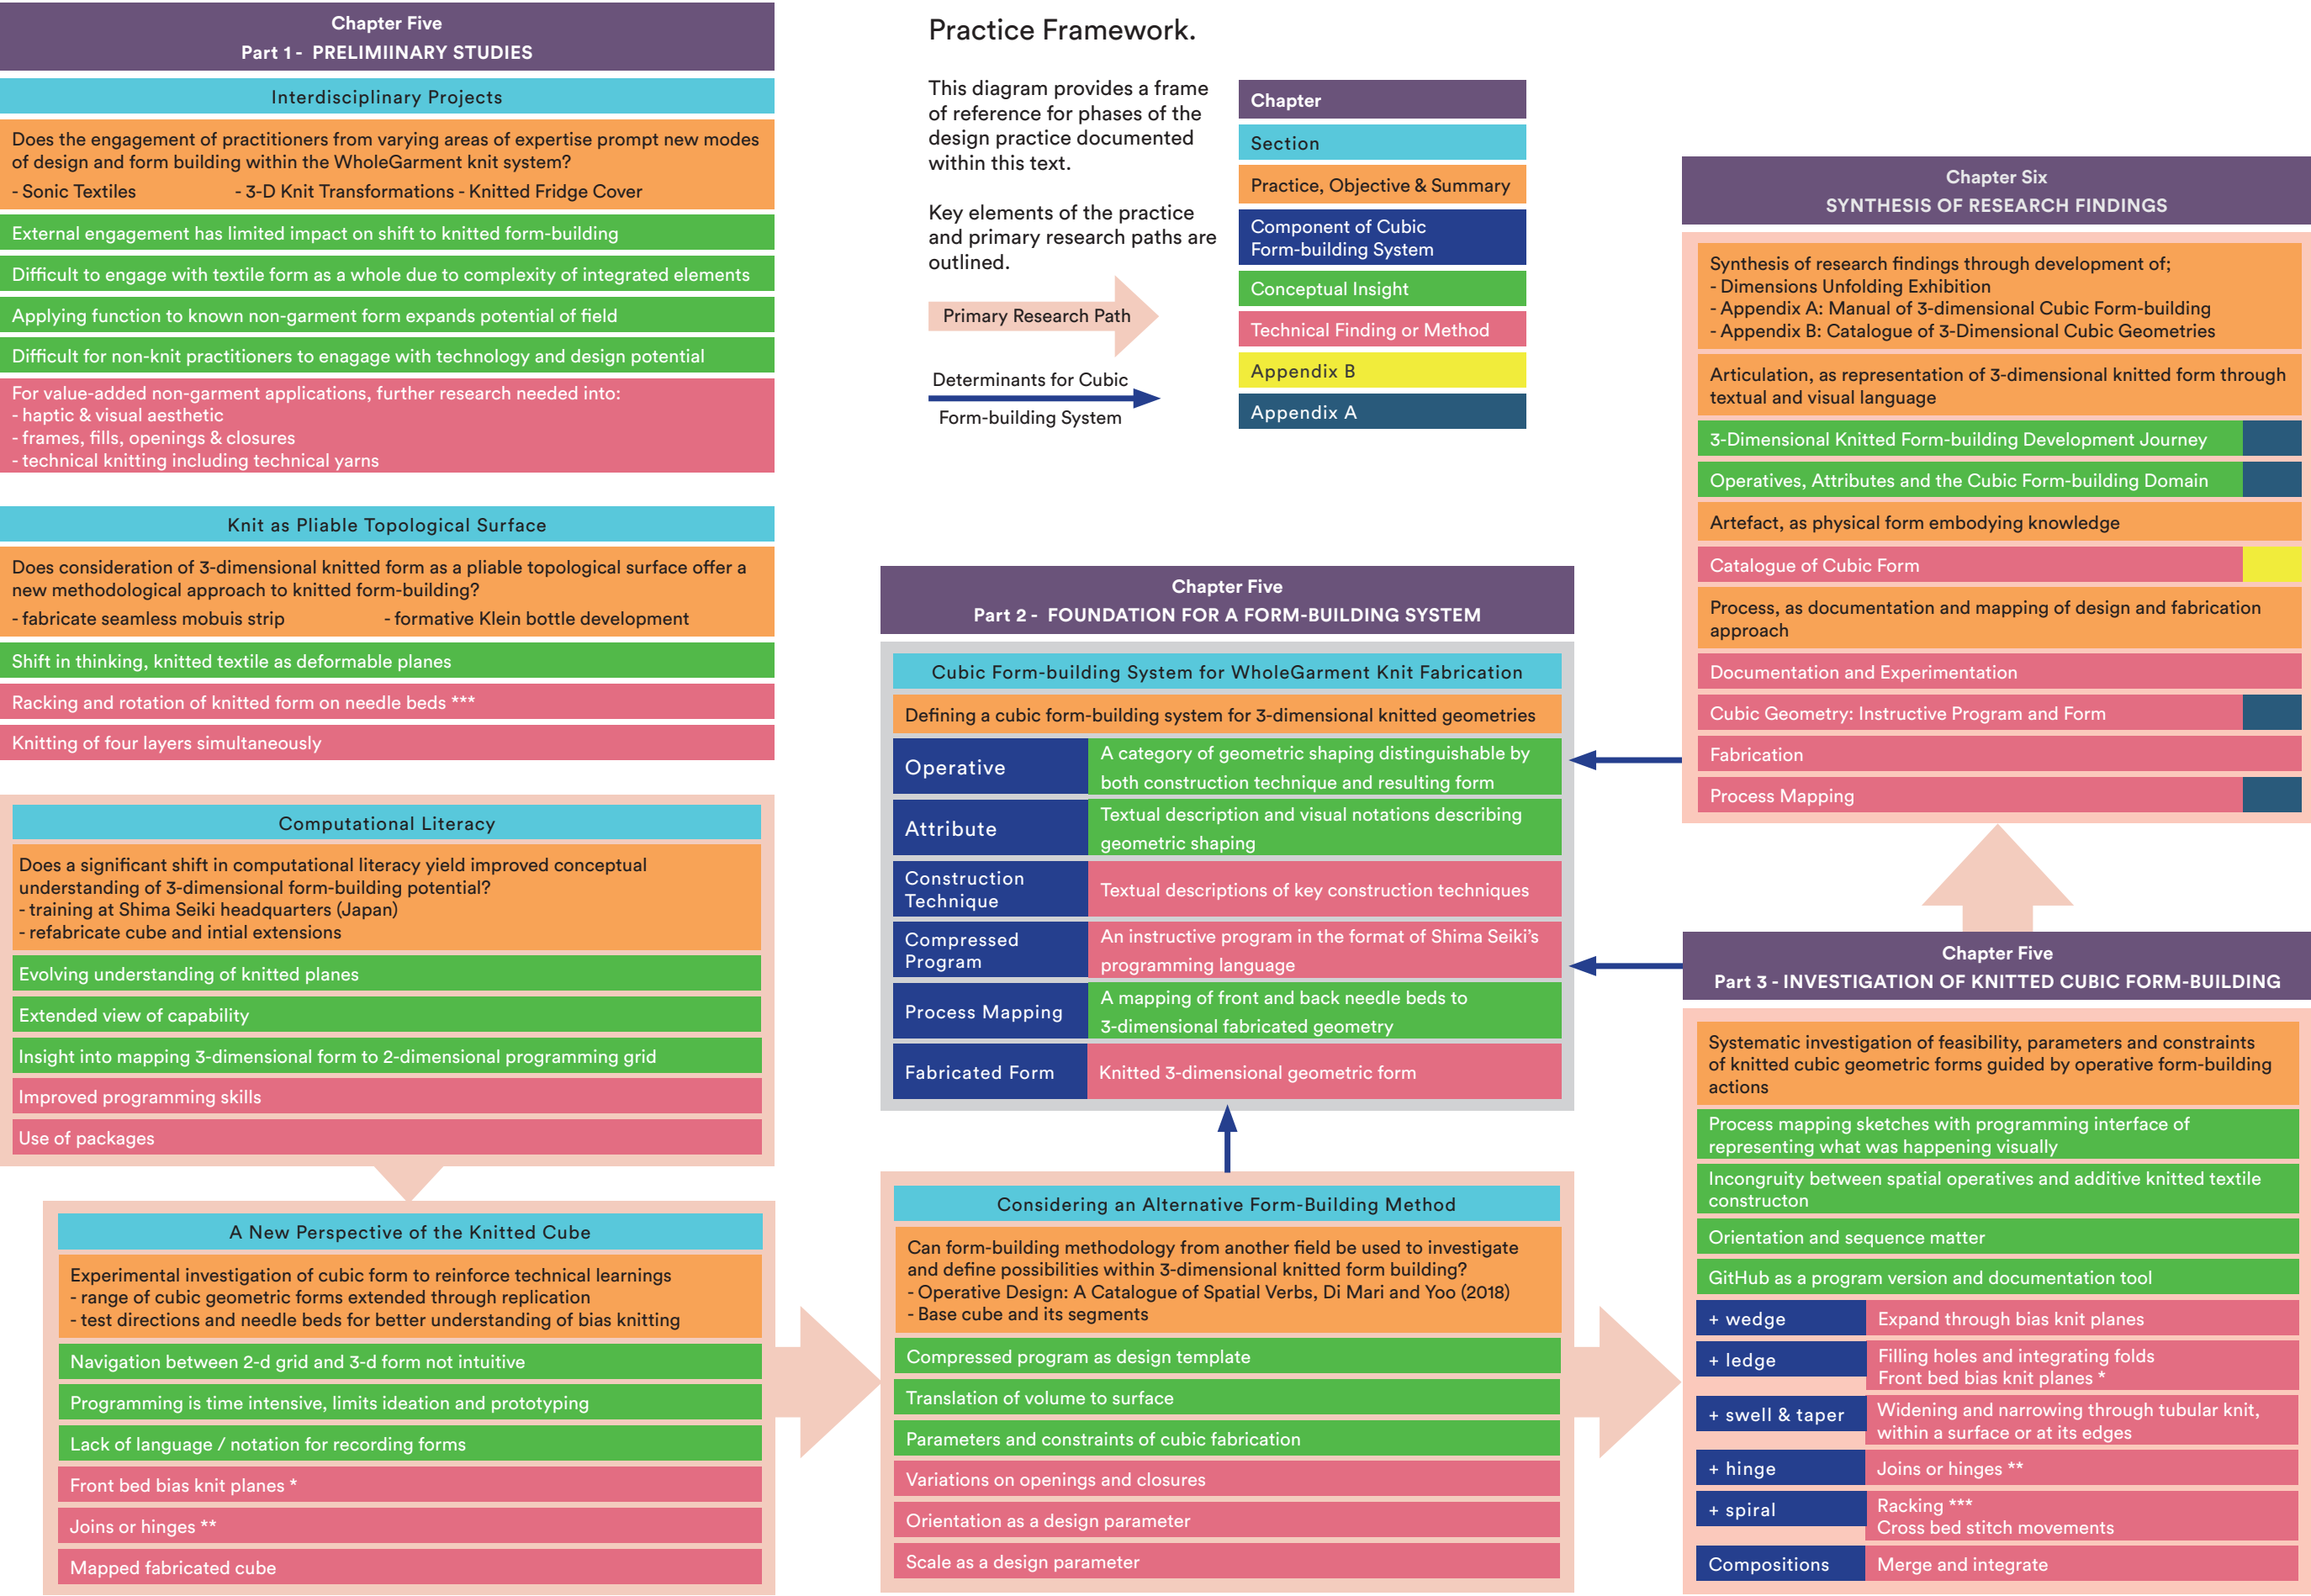 Chapter Five
Part 1 -  PRELIMIINARY STUDIES
Interdisciplinary Projects
Does the engagement of practitioners from varying areas of expertise prompt new modes
of design and form building within the WholeGarment knit system?
- Sonic Textiles - 3-D Knit Transformations - Knitted Fridge Cover
External engagement has limited impact on shift to knitted form-building
Difficult to engage with textile form as a whole due to complexity of integrated elements
Applying function to known non-garment form expands potential of field
Difficult for non-knit practitioners to enagage with technology and design potential
For value-added non-garment applications, further research needed into:
- haptic & visual aesthetic
- frames, fills, openings & closures
- technical knitting including technical yarns
Knit as Pliable Topological Surface
Does consideration of 3-dimensional knitted form as a pliable topological surface offer a
new methodological approach to knitted form-building?
- fabricate seamless mobuis strip - formative Klein bottle development
Shift in thinking, knitted textile as deformable planes
Racking and rotation of knitted form on needle beds ***
Knitting of four layers simultaneously
Computational Literacy
Does a significant shift in computational literacy yield improved conceptual
understanding of 3-dimensional form-building potential?
- training at Shima Seiki headquarters (Japan)
- refabricate cube and intial extensions
Evolving understanding of knitted planes
Extended view of capability
Insight into mapping 3-dimensional form to 2-dimensional programming grid
Improved programming skills
Use of packages
A New Perspective of the Knitted Cube
Experimental investigation of cubic form to reinforce technical learnings
- range of cubic geometric forms extended through replication
- test directions and needle beds for better understanding of bias knitting
Navigation between 2-d grid and 3-d form not intuitive
Programming is time intensive, limits ideation and prototyping
Lack of language / notation for recording forms
Front bed bias knit planes *
Joins or hinges **
Mapped fabricated cube
Practice Framework.
This diagram provides a frame
of reference for phases of the
design practice documented
within this text.
Key elements of the practice
and primary research paths are
outlined.
Primary Research Path
Determinants for Cubic
Form-building System
Chapter
Section
Practice, Objective & Summary
Component of Cubic
Form-building System
Conceptual Insight
Technical Finding or Method
Appendix B
Appendix A
Chapter Five
Part 2 -  FOUNDATION FOR A FORM-BUILDING SYSTEM
Cubic Form-building System for WholeGarment Knit Fabrication
Defining a cubic form-building system for 3-dimensional knitted geometries
Operative
A category of geometric shaping distinguishable by
both construction technique and resulting form
Attribute
Textual description and visual notations describing
geometric shaping
Construction
Technique
Textual descriptions of key construction techniques
Compressed
Program
An instructive program in the format of Shima Seiki's
programming language
Process Mapping
A mapping of front and back needle beds to
3-dimensional fabricated geometry
Fabricated Form
Knitted 3-dimensional geometric form
Considering an Alternative Form-Building Method
Can form-building methodology from another field be used to investigate
and define possibilities within 3-dimensional knitted form building?
- Operative Design: A Catalogue of Spatial Verbs, Di Mari and Yoo (2018)
- Base cube and its segments
Compressed program as design template
Translation of volume to surface
Parameters and constraints of cubic fabrication
Variations on openings and closures
Orientation as a design parameter
Scale as a design parameter
Chapter Six
SYNTHESIS OF RESEARCH FINDINGS
Synthesis of research findings through development of;
- Dimensions Unfolding Exhibition
- Appendix A: Manual of 3-dimensional Cubic Form-building
- Appendix B: Catalogue of 3-Dimensional Cubic Geometries
Articulation, as representation of 3-dimensional knitted form through
textual and visual language
3-Dimensional Knitted Form-building Development Journey
Operatives, Attributes and the Cubic Form-building Domain
Artefact, as physical form embodying knowledge
Catalogue of Cubic Form
Process, as documentation and mapping of design and fabrication
approach
Documentation and Experimentation
Cubic Geometry: Instructive Program and Form
Fabrication
Process Mapping
Chapter Five
Part 3 - INVESTIGATION OF KNITTED CUBIC FORM-BUILDING
Systematic investigation of feasibility, parameters and constraints
of knitted cubic geometric forms guided by operative form-building
actions
Process mapping sketches with programming interface of
representing what was happening visually
Incongruity between spatial operatives and additive knitted textile
constructon
Orientation and sequence matter
GitHub as a program version and documentation tool
+ wedge
Expand through bias knit planes
+ ledge
Filling holes and integrating folds
Front bed bias knit planes *
+ swell & taper
Widening and narrowing through tubular knit,
within a surface or at its edges
+ hinge
Joins or hinges **
+ spiral
Racking ***
Cross bed stitch movements
Compositions
Merge and integrate